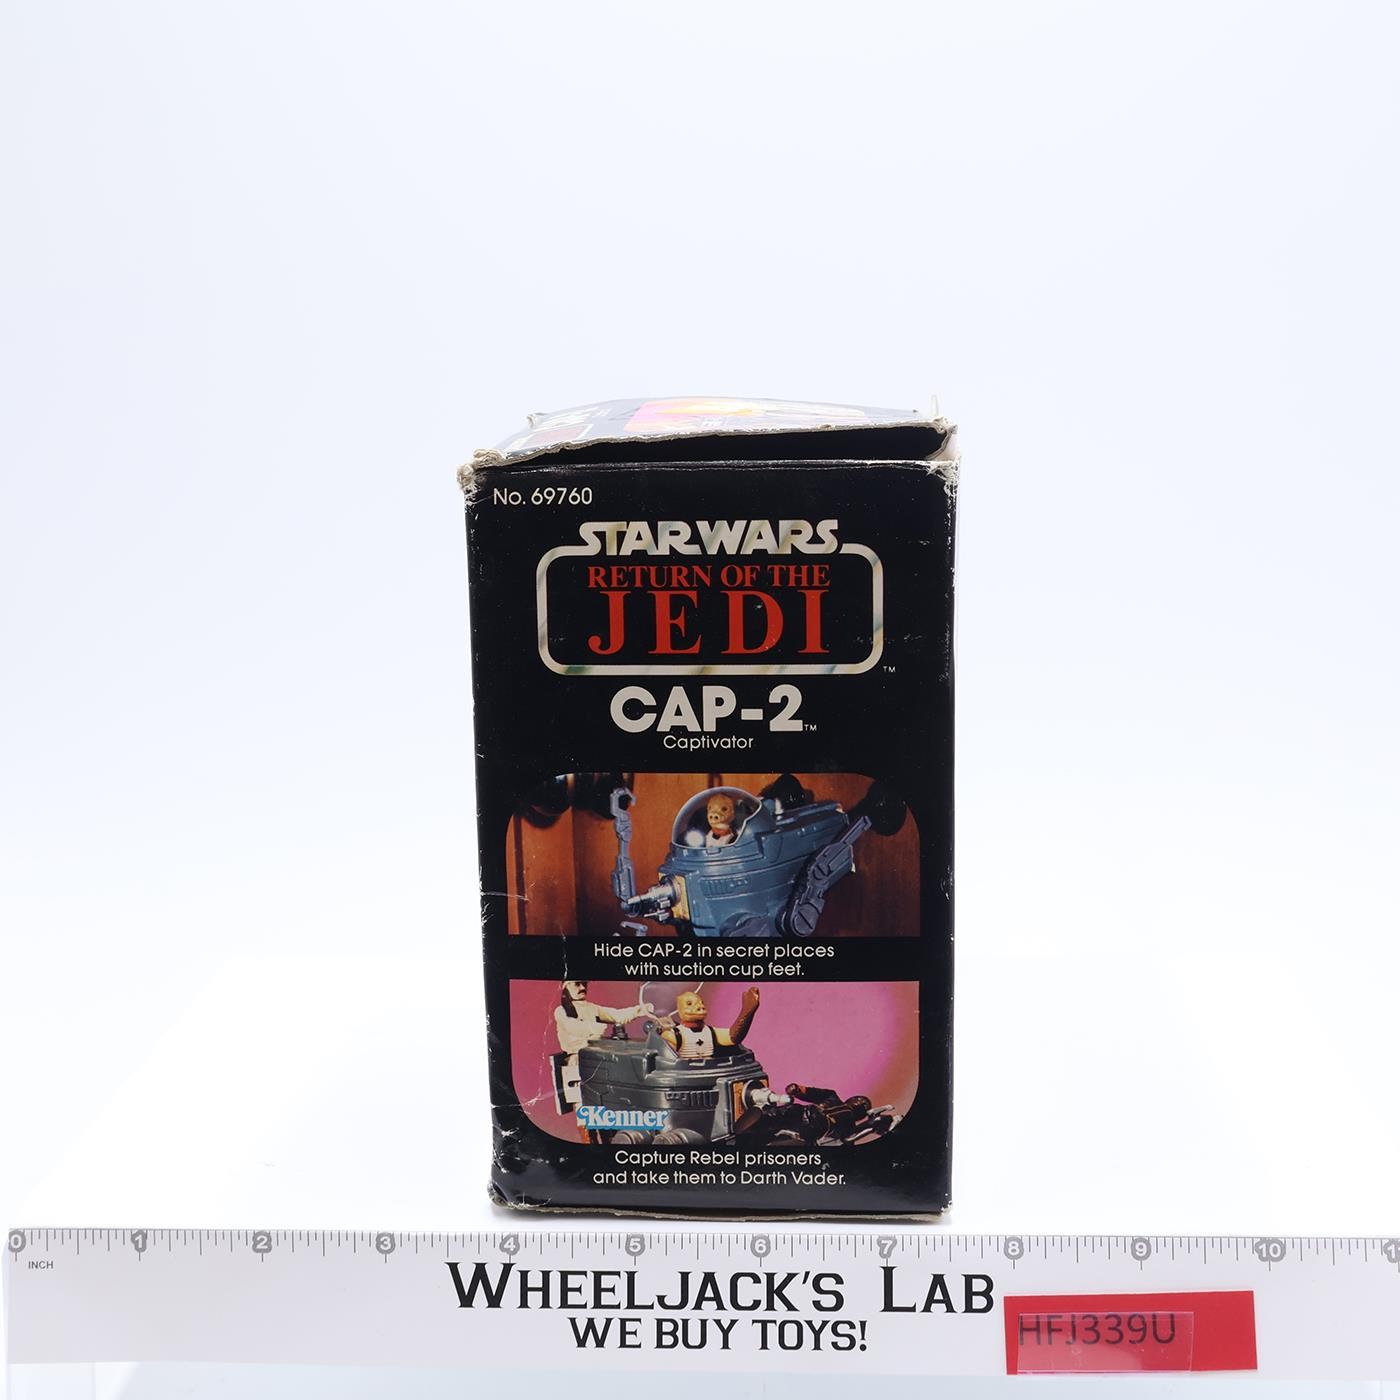 No. 69760
STAR WARS
RETURN OF THE
JEDI
TM
CAP-2 TM
Captivator
Hide CAP-2 in secret places
with suction cup feet.
Kenner
Capture Rebel prisoners
and take them to Darth Vader.
0 1 2 3 4 5 6 7 8 9 10 1
INCH
WHEELJACK'S LAB
WE BUY TOYS!
HFJ339U